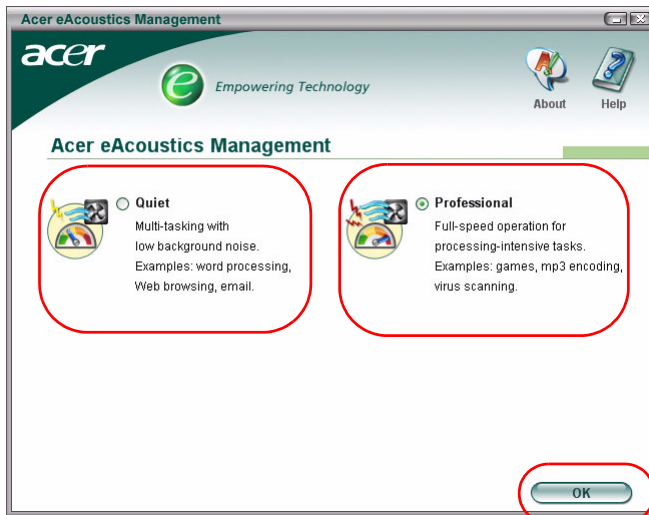 Acer eAcoustics Management
acer
e Empowering Technology
About
Help
Acer eAcoustics Management
Quiet
Multi-tasking with
low background noise.
Examples: word processing,
Web browsing, email.
Professional
Full-speed operation for
processing-intensive tasks.
Examples: games, mp3 encoding,
virus scanning.
OK